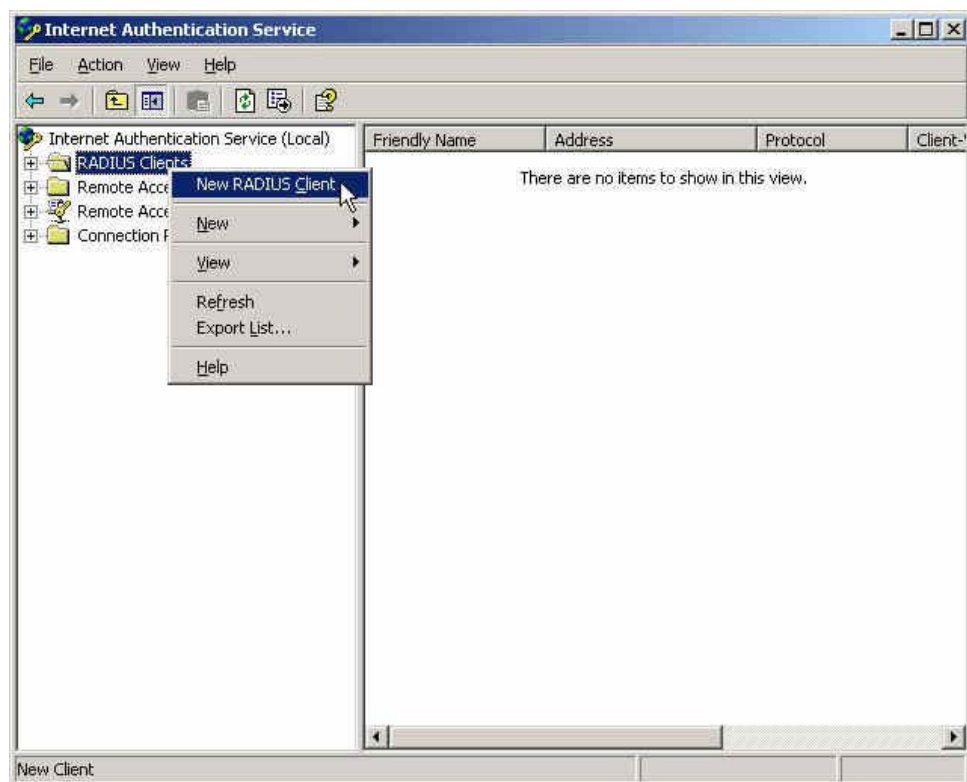 Internet Authentication Service
File Action View Help
Internet Authentication Service (Local)
RADIUS Clients
Remote Acce
Remote Acce
Connection
New RADIUS Client
New
View
Refresh
Export List...
Help
Friendly Name Address Protocol Client-
There are no items to show in this view.
New Client